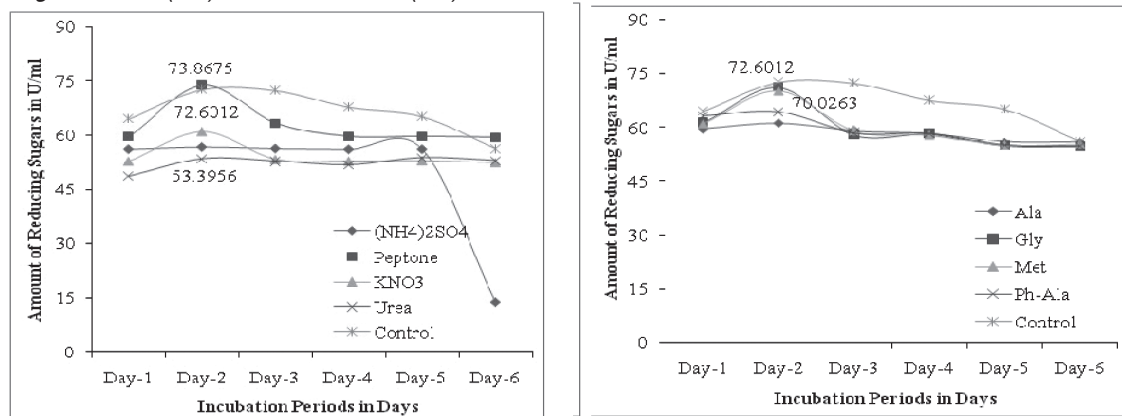 90
75
60
45
30
15
0
Amount of Reducing Sugars in U/ml
73.8675
72.6012
53.3956
(NH4)2SO4
Peptone
KNO3
Urea
Control
Day-1 Day-2 Day-3 Day-4 Day-5 Day-6
Incubation Periods in Days
90
75
60
45
30
15
0
Amount of Reducing Sugars in U/ml
72.6012
70.0263
Ala
Gly
Met
Ph-Ala
Control
Day-1 Day-2 Day-3 Day-4 Day-5 Day-6
Incubation Periods in Days